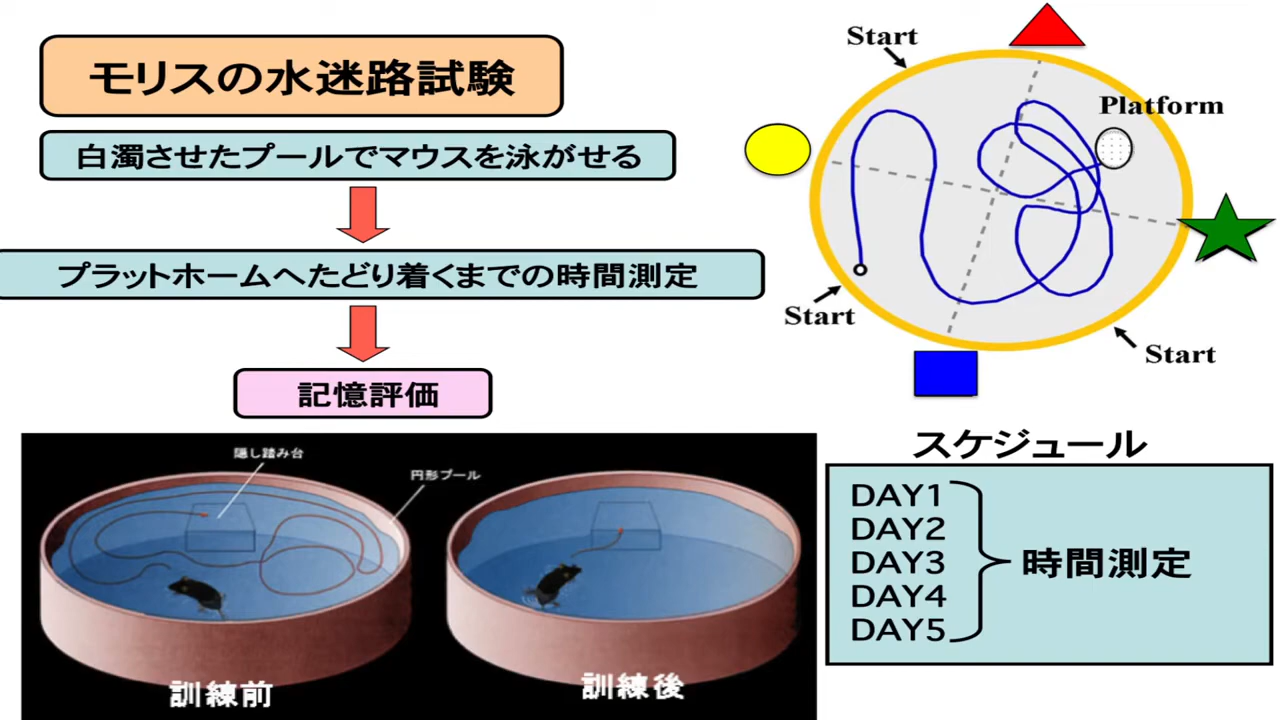 モリスの水迷路試験
白濁させたプールでマウスを泳がせる
プラットホームへたどり着くまでの時間測定
記憶評価
Start
Platform
Start
Start
隠し踏み台
円形プール
訓練前
訓練後
スケジュール
DAY1
DAY2
DAY3
DAY4
DAY5
時間測定